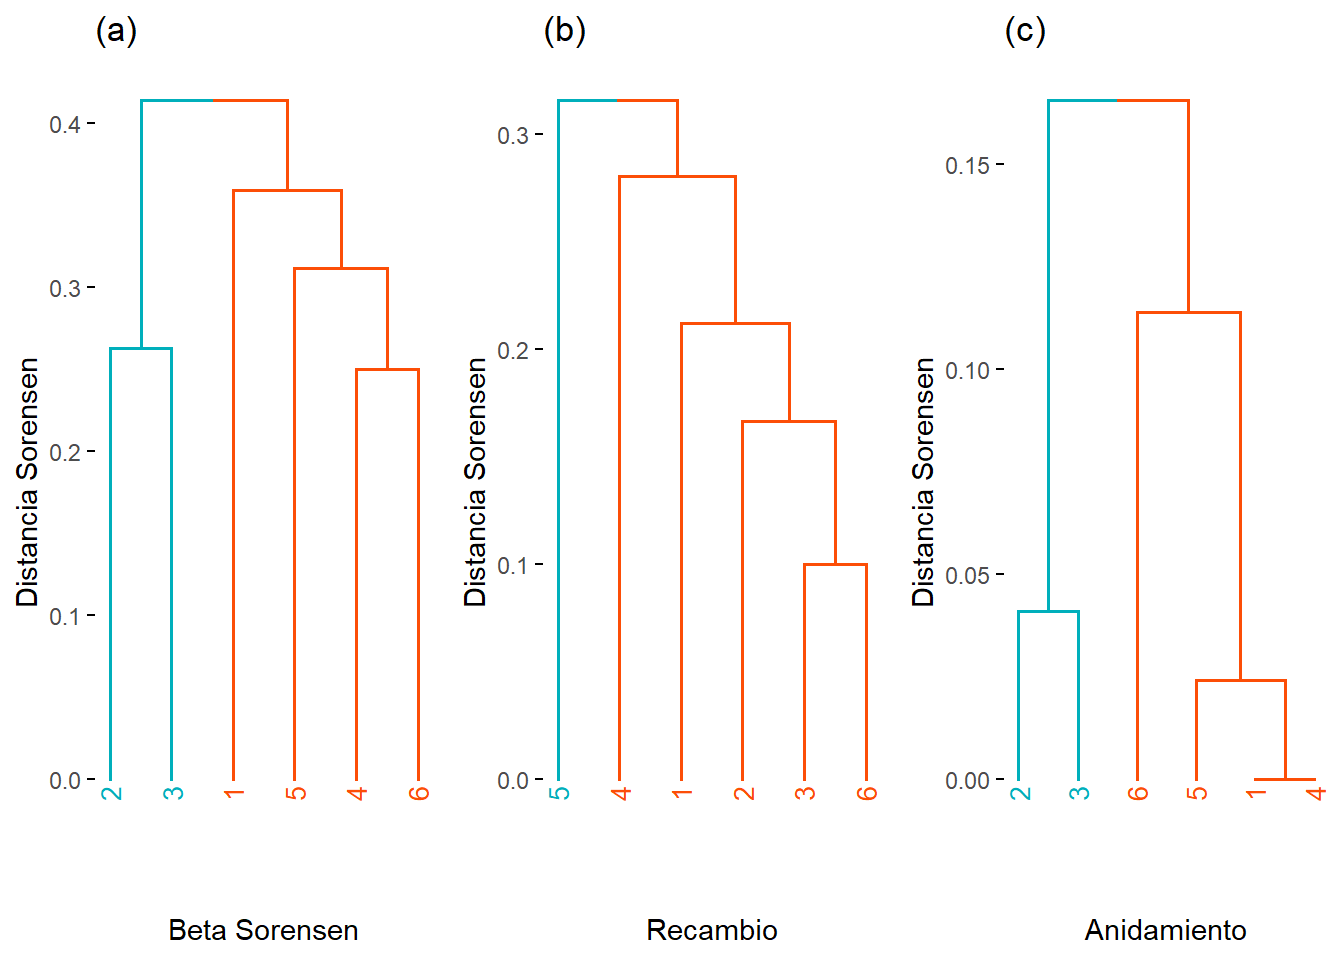 (a)
Distancia Sorensen
0.4
0.3
0.2
0.1
0.0
2 3 1 5 4 6
Beta Sorensen
(b)
Distancia Sorensen
0.3
0.2
0.1
0.0
5 4 1 2 3 6
Recambio
(c)
Distancia Sorensen
0.15
0.10
0.05
0.00
2 3 6 5 1 4
Anidamiento